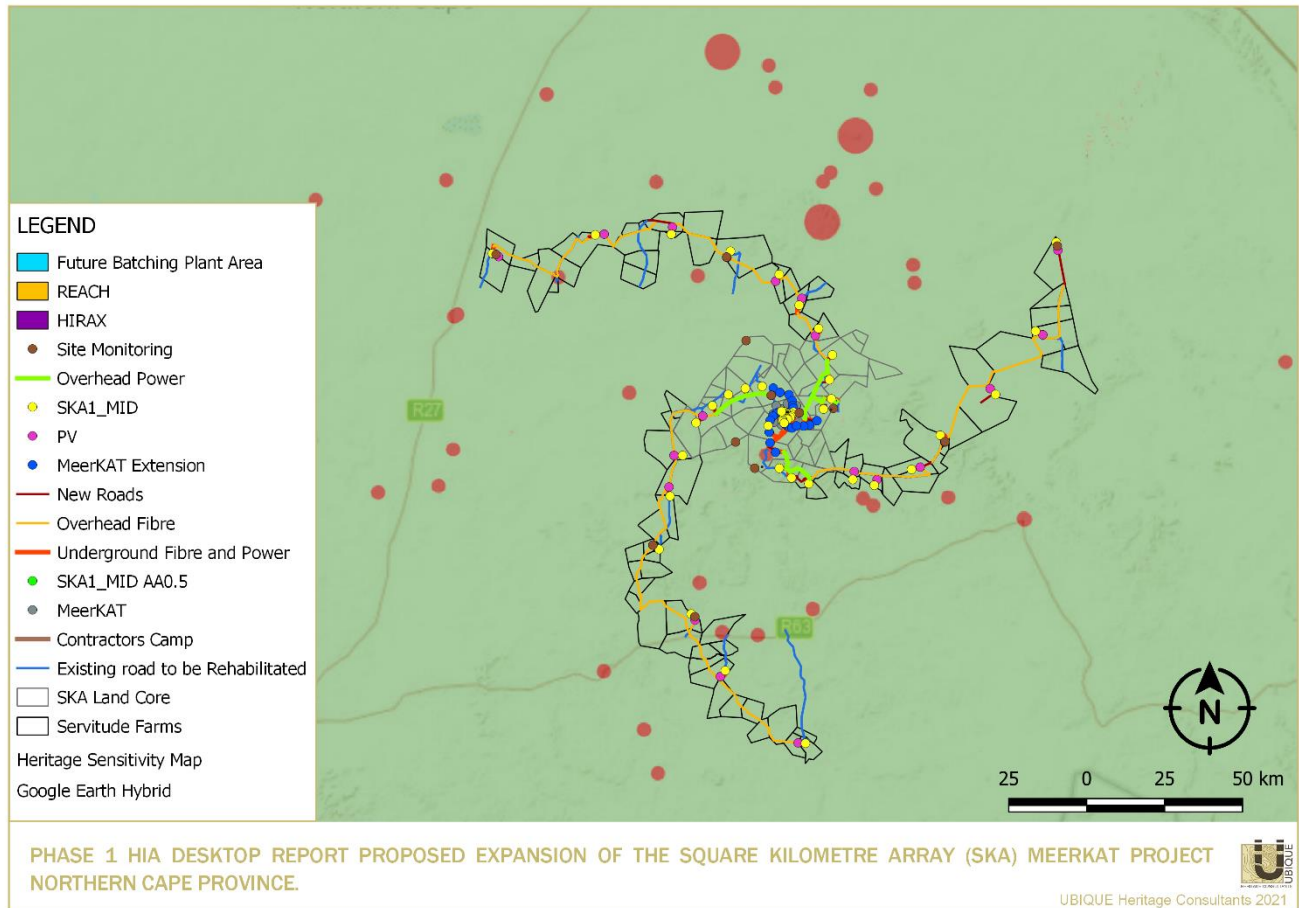 LEGEND
Future Batching Plant Area
REACH
HIRAX
Site Monitoring
Overhead Power
SKA1_MID
PV
MeerKAT Extension
New Roads
Overhead Fibre
Underground Fibre and Power
SKA1_MID AA0.5
MeerKAT
Contractors Camp
Existing road to be Rehabilitated
SKA Land Core
Servitude Farms
Heritage Sensitivity Map
Google Earth Hybrid
R27
R63
N
25 0 25 50 km
PHASE 1 HIA DESKTOP REPORT PROPOSED EXPANSION OF THE SQUARE KILOMETRE ARRAY (SKA) MEERKAT PROJECT
NORTHERN CAPE PROVINCE.
UBIQUE
UBIQUE Heritage Consultants 2021